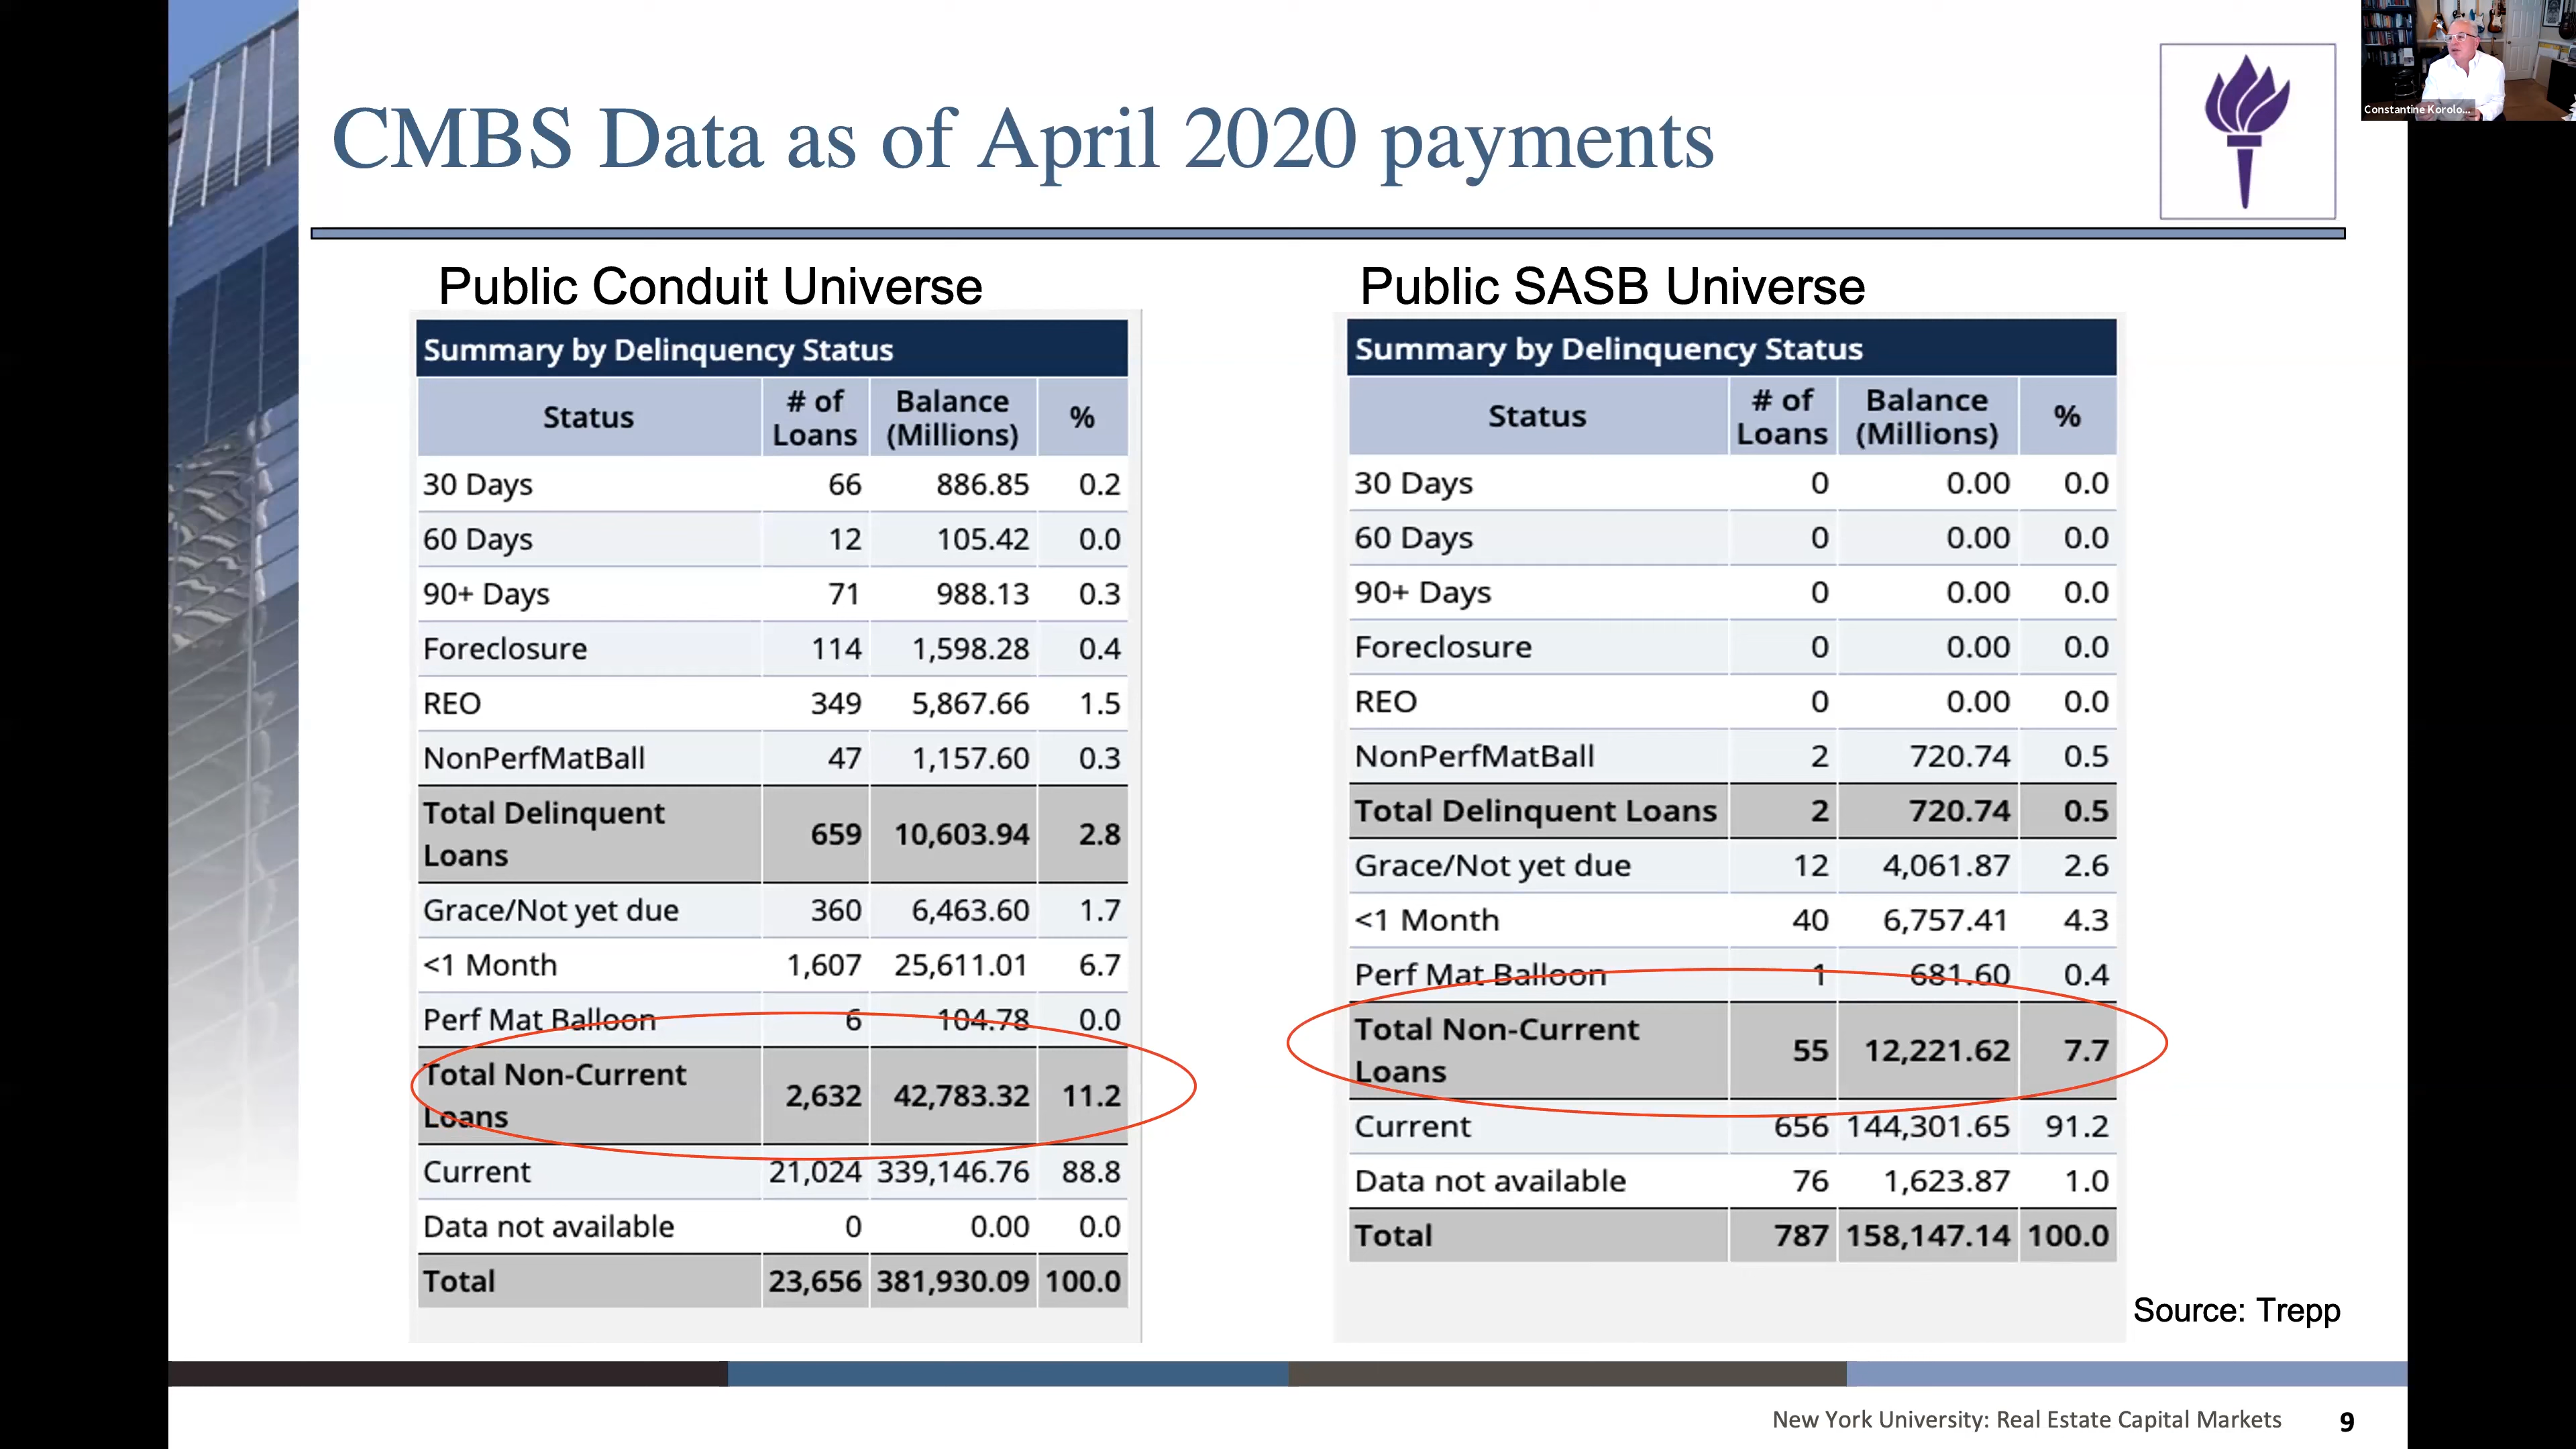 CMBS Data as of April 2020 payments
Constantine Korolo...
Public Conduit Universe
Summary by Delinquency Status
Status # of Loans Balance (Millions) %
30 Days 66 886.85 0.2
60 Days 12 105.42 0.0
90+ Days 71 988.13 0.3
Foreclosure 114 1,598.28 0.4
REO 349 5,867.66 1.5
NonPerfMatBall 47 1,157.60 0.3
Total Delinquent Loans 659 10,603.94 2.8
Grace/Not yet due 360 6,463.60 1.7
<1 Month 1,607 25,611.01 6.7
Perf Mat Balloon 6 104.78 0.0
Total Non-Current Loans 2,632 42,783.32 11.2
Current 21,024 339,146.76 88.8
Data not available 0 0.00 0.0
Total 23,656 381,930.09 100.0
Public SASB Universe
Summary by Delinquency Status
Status # of Loans Balance (Millions) %
30 Days 0 0.00 0.0
60 Days 0 0.00 0.0
90+ Days 0 0.00 0.0
Foreclosure 0 0.00 0.0
REO 0 0.00 0.0
NonPerfMatBall 2 720.74 0.5
Total Delinquent Loans 2 720.74 0.5
Grace/Not yet due 12 4,061.87 2.6
<1 Month 40 6,757.41 4.3
Perf Mat Balloon 1 681.60 0.4
Total Non-Current Loans 55 12,221.62 7.7
Current 656 144,301.65 91.2
Data not available 76 1,623.87 1.0
Total 787 158,147.14 100.0
Source: Trepp
New York University: Real Estate Capital Markets 9